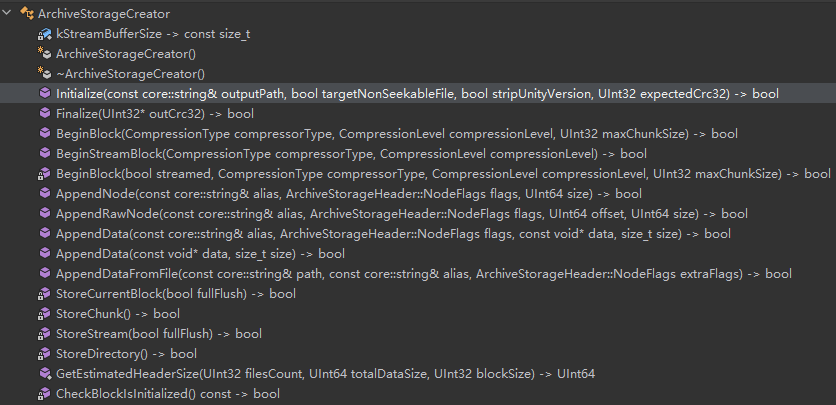 ArchiveStorageCreator
kStreamBufferSize -> const size_t
ArchiveStorageCreator()
~ArchiveStorageCreator()
Initialize(const core::string& outputPath, bool targetNonSeekableFile, bool stripUnityVersion, UInt32 expectedCrc32) -> bool
Finalize(UInt32* outCrc32) -> bool
BeginBlock(CompressionType compressorType, CompressionLevel compressionLevel, UInt32 maxChunkSize) -> bool
BeginStreamBlock(CompressionType compressorType, CompressionLevel compressionLevel) -> bool
BeginBlock(bool streamed, CompressionType compressorType, CompressionLevel compressionLevel, UInt32 maxChunkSize) -> bool
AppendNode(const core::string& alias, ArchiveStorageHeader::NodeFlags flags, UInt64 size) -> bool
AppendRawNode(const core::string& alias, ArchiveStorageHeader::NodeFlags flags, UInt64 offset, UInt64 size) -> bool
AppendData(const core::string& alias, ArchiveStorageHeader::NodeFlags flags, const void* data, size_t size) -> bool
AppendData(const void* data, size_t size) -> bool
AppendDataFromFile(const core::string& path, const core::string& alias, ArchiveStorageHeader::NodeFlags extraFlags) -> bool
StoreCurrentBlock(bool fullFlush) -> bool
StoreChunk() -> bool
StoreStream(bool fullFlush) -> bool
StoreDirectory() -> bool
GetEstimatedHeaderSize(UInt32 filesCount, UInt64 totalDataSize, UInt32 blockSize) -> UInt64
CheckBlockIsInitialized() const -> bool